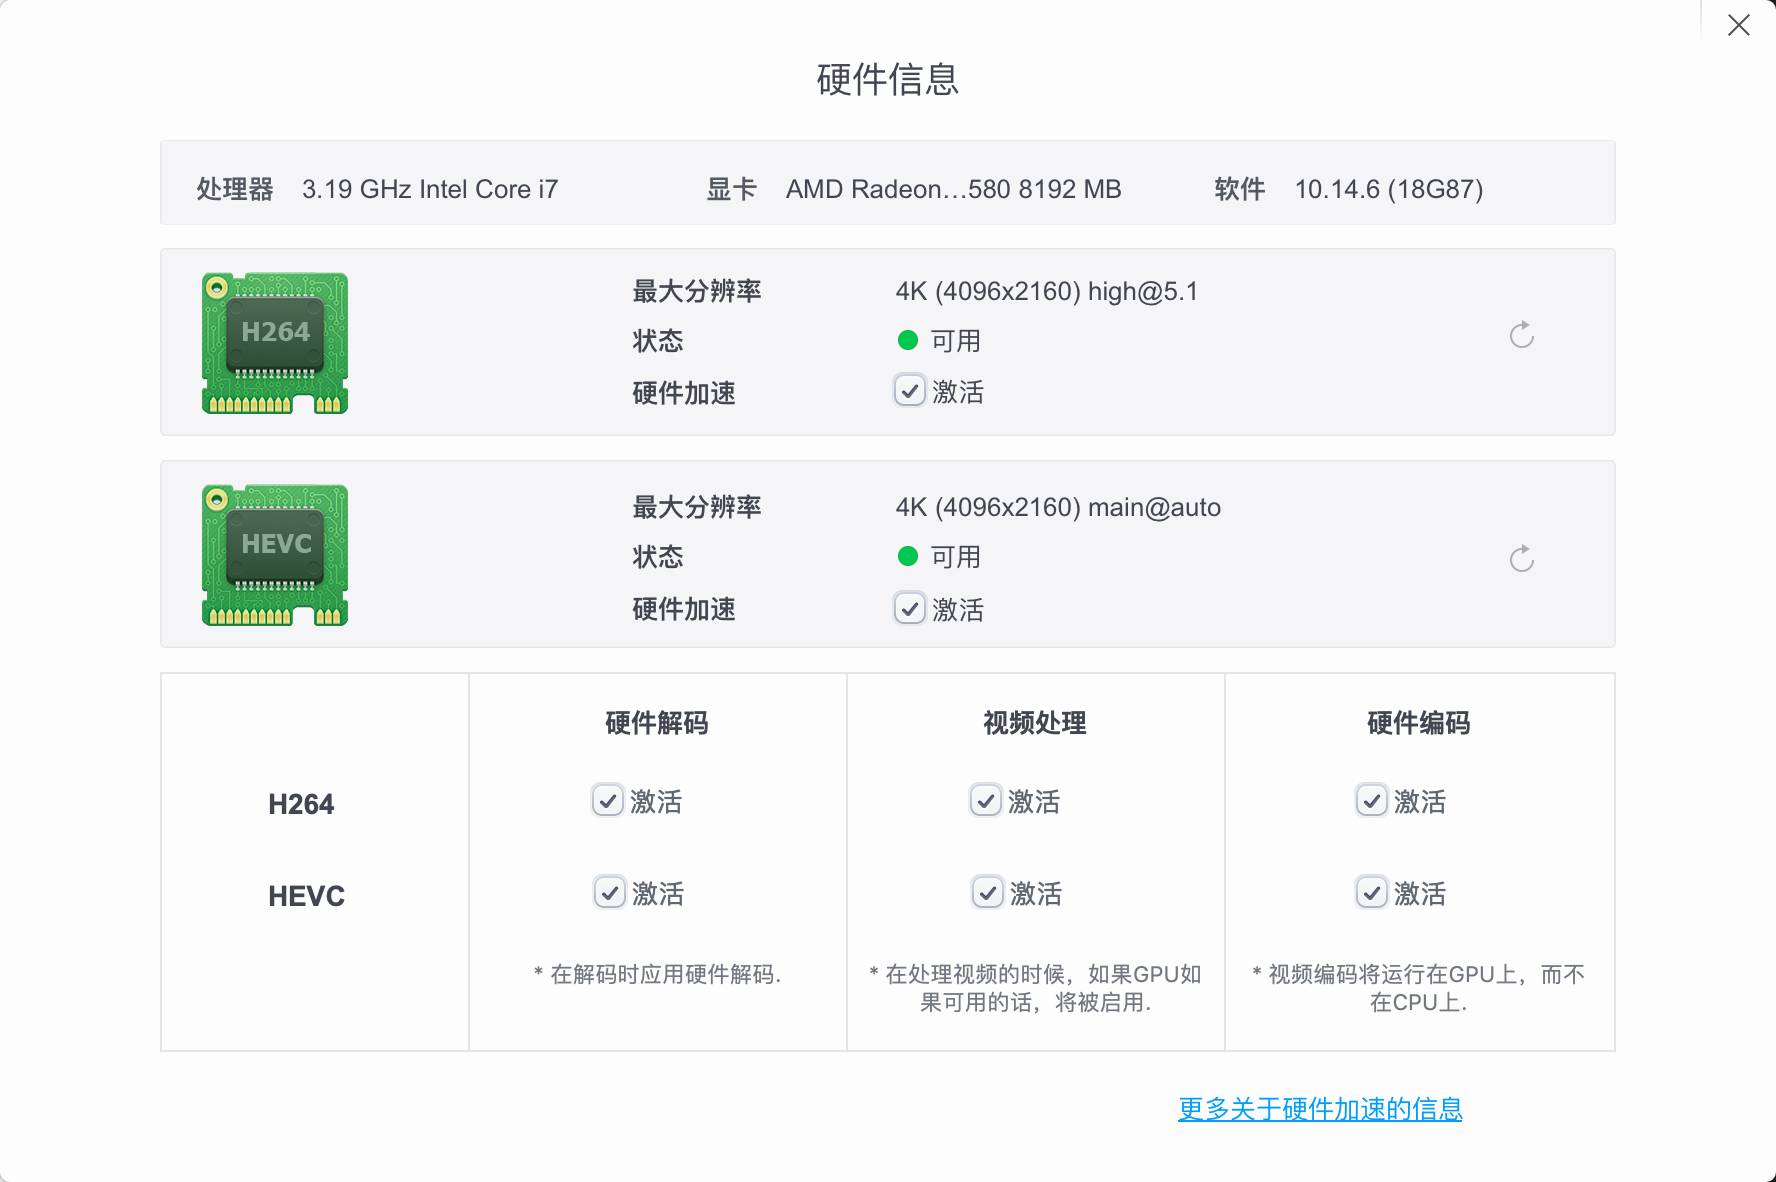 硬件信息
处理器 3.19 GHz Intel Core i7 显卡 AMD Radeon...580 8192 MB 软件 10.14.6 (18G87)
H264
最大分辨率 4K (4096x2160) high@5.1
状态 可用
硬件加速 激活
HEVC
最大分辨率 4K (4096x2160) main@auto
状态 可用
硬件加速 激活
硬件解码 视频处理 硬件编码
H264 激活 激活 激活
HEVC 激活 激活 激活
* 在解码时应用硬件解码.
* 在处理视频的时候，如果GPU如
果可用的话，将被启用.
* 视频编码将运行在GPU上，而不
在CPU上.
更多关于硬件加速的信息